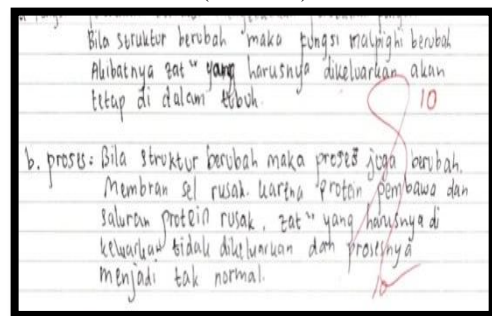 Bila struktur berubah maka fungsi malpighi berubah
Akibatnya zat" yang harusnya dikeluarkan akan
tetap di dalam tubuh.
10
b. proses: Bila struktur berubah maka proses juga berubah.
Membran sel rusak karena protein pembawa dan
saluran protein rusak, zat" yang harusnya di
keluarkan tidak dikeluarkan dan prosesnya
menjadi tak normal.
10